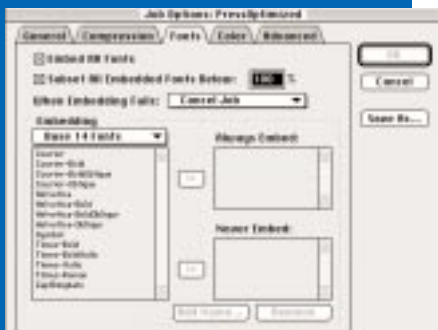 Job Options: PressOptimized
General Compression Fonts Color Advanced
Embed All Fonts
Subset All Embedded Fonts Below: 100 %
When Embedding Fails: Cancel Job
Embedding
Base 14 Fonts
Courier
Courier-Bold
Courier-BoldOblique
Courier-Oblique
Helvetica
Helvetica-Bold
Helvetica-BoldOblique
Helvetica-Oblique
Symbol
Times-Bold
Times-BoldItalic
Times-Italic
Times-Roman
ZapfDingbats
Always Embed:
Never Embed:
Add Name... Remove
OK
Cancel
Save As...